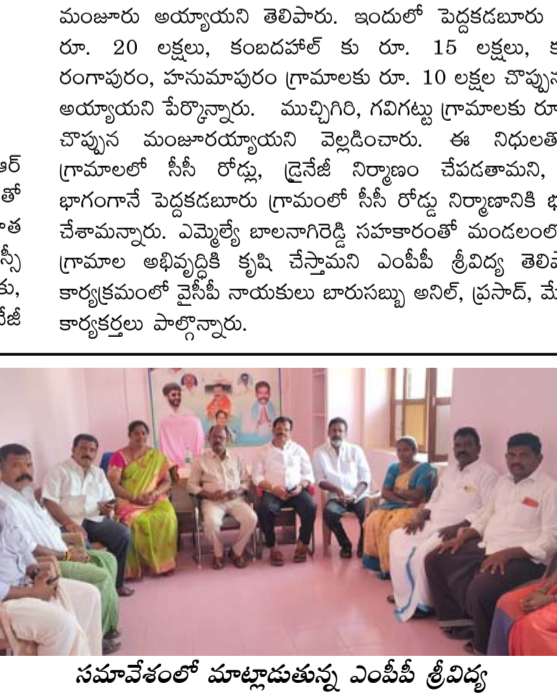 మంజూరు అయ్యాయని తెలిపారు. ఇందులో పెద్దకడబూరు
రూ. 20 లక్షలు, కంబదహాల్ కు రూ. 15 లక్షలు,
రంగాపురం, హనుమాపురం గ్రామాలకు రూ. 10 లక్షల చొప్పున
అయ్యాయని పేర్కొన్నారు. ముచ్చిగిరి, గవిగట్టు గ్రామాలకు రూ
చొప్పున మంజూరయ్యాయని వెల్లడించారు. ఈ నిధులతో
గ్రామాలలో సీసీ రోడ్లు, డ్రైనేజీ నిర్మాణం చేపడతామని,
భాగంగానే పెద్దకడబూరు గ్రామంలో సీసీ రోడ్డు నిర్మాణానికి
చేశామన్నారు. ఎమ్మెల్యే బాలనాగిరెడ్డి సహకారంతో మండలంలో
గ్రామాల అభివృద్ధికి కృషి చేస్తామని ఎంపీపీ శ్రీవిద్య
కార్యక్రమంలో వైసీపీ నాయకులు బారుసబ్బు అనిల్, ప్రసాద్,
కార్యకర్తలు పాల్గొన్నారు.
సమావేశంలో మాట్లాడుతున్న ఎంపీపీ శ్రీవిద్య